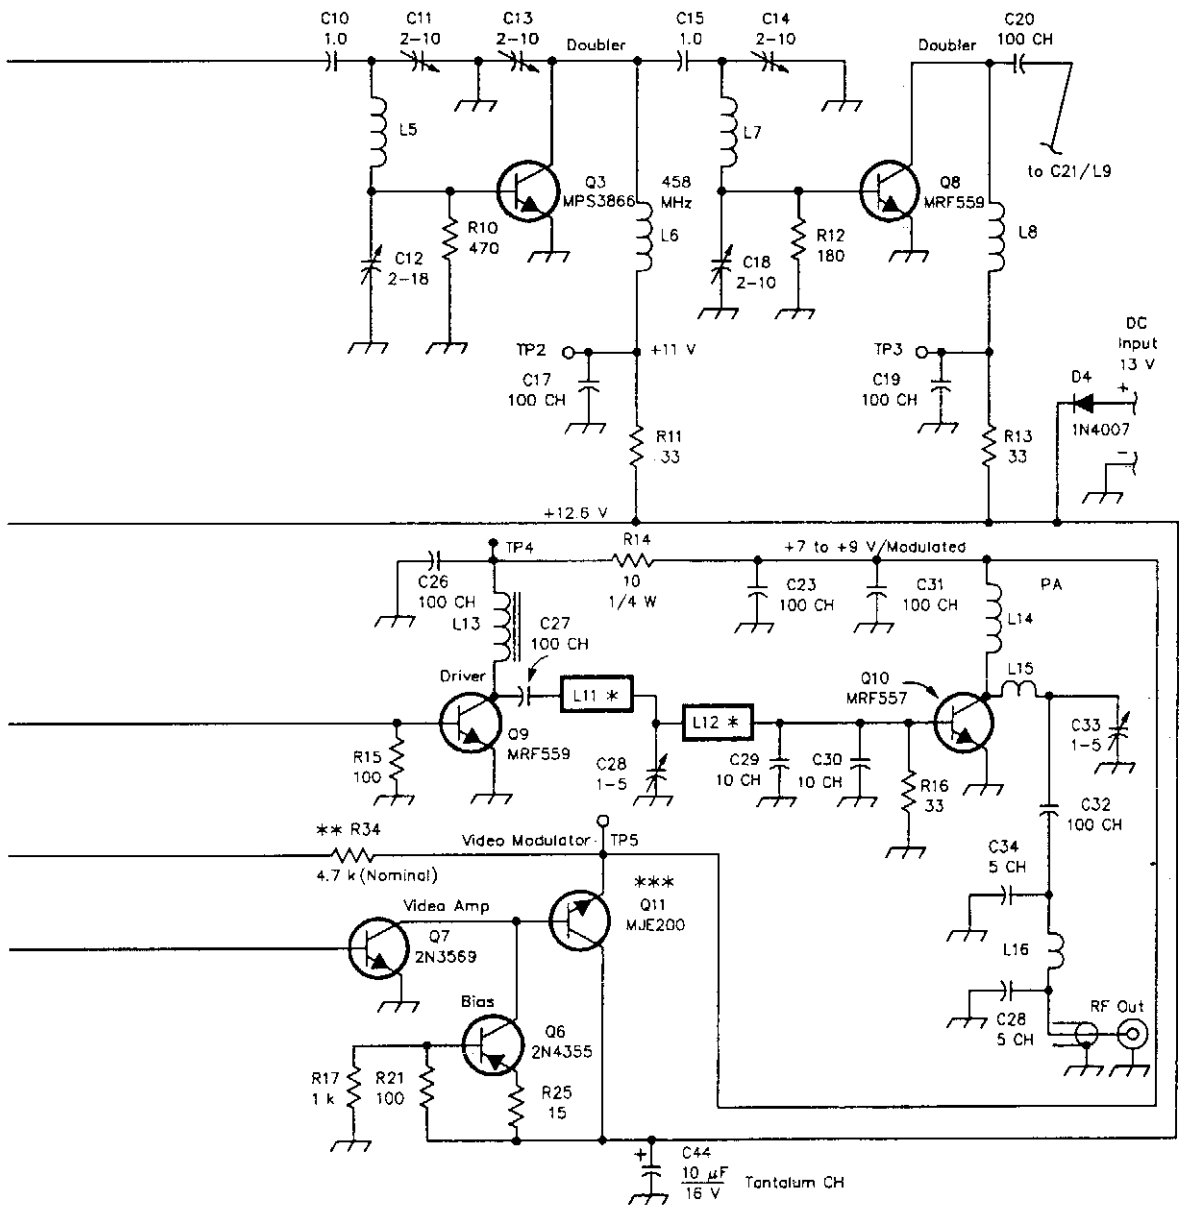 C10
1.0
C11
2-10
C13
2-10
Doubler
C15
1.0
C14
2-10
Doubler
C20
100 CH
L5
L7
to C21/L9
Q3
MPS3866
458
MHz
L6
Q8
MRF559
L8
R10
470
R12
180
C12
2-18
C18
2-10
TP2
+11 V
TP3
DC
Input
13 V
C17
100 CH
C19
100 CH
D4
+
1N4007
R11
33
R13
33
-
+12.6 V
TP4
R14
10
1/4 W
+7 to +9 V/Modulated
PA
C26
100 CH
C23
100 CH
C31
100 CH
L14
L13
C27
100 CH
L15
Driver
L11 *
Q10
MRF557
L12 *
Q9
MRF559
C33
1-5
R15
100
C28
1-5
C29
10 CH
C30
10 CH
R16
33
C32
100 CH
** R34
4.7 k (Nominal)
Video Modulator
TP5
C34
5 CH
***
Q11
MJE200
Video Amp
Q7
2N3569
L16
Bias
Q6
2N4355
C28
5 CH
RF Out
R17
1 k
R21
100
R25
15
+
C44
10 µF
16 V
Tantalum CH